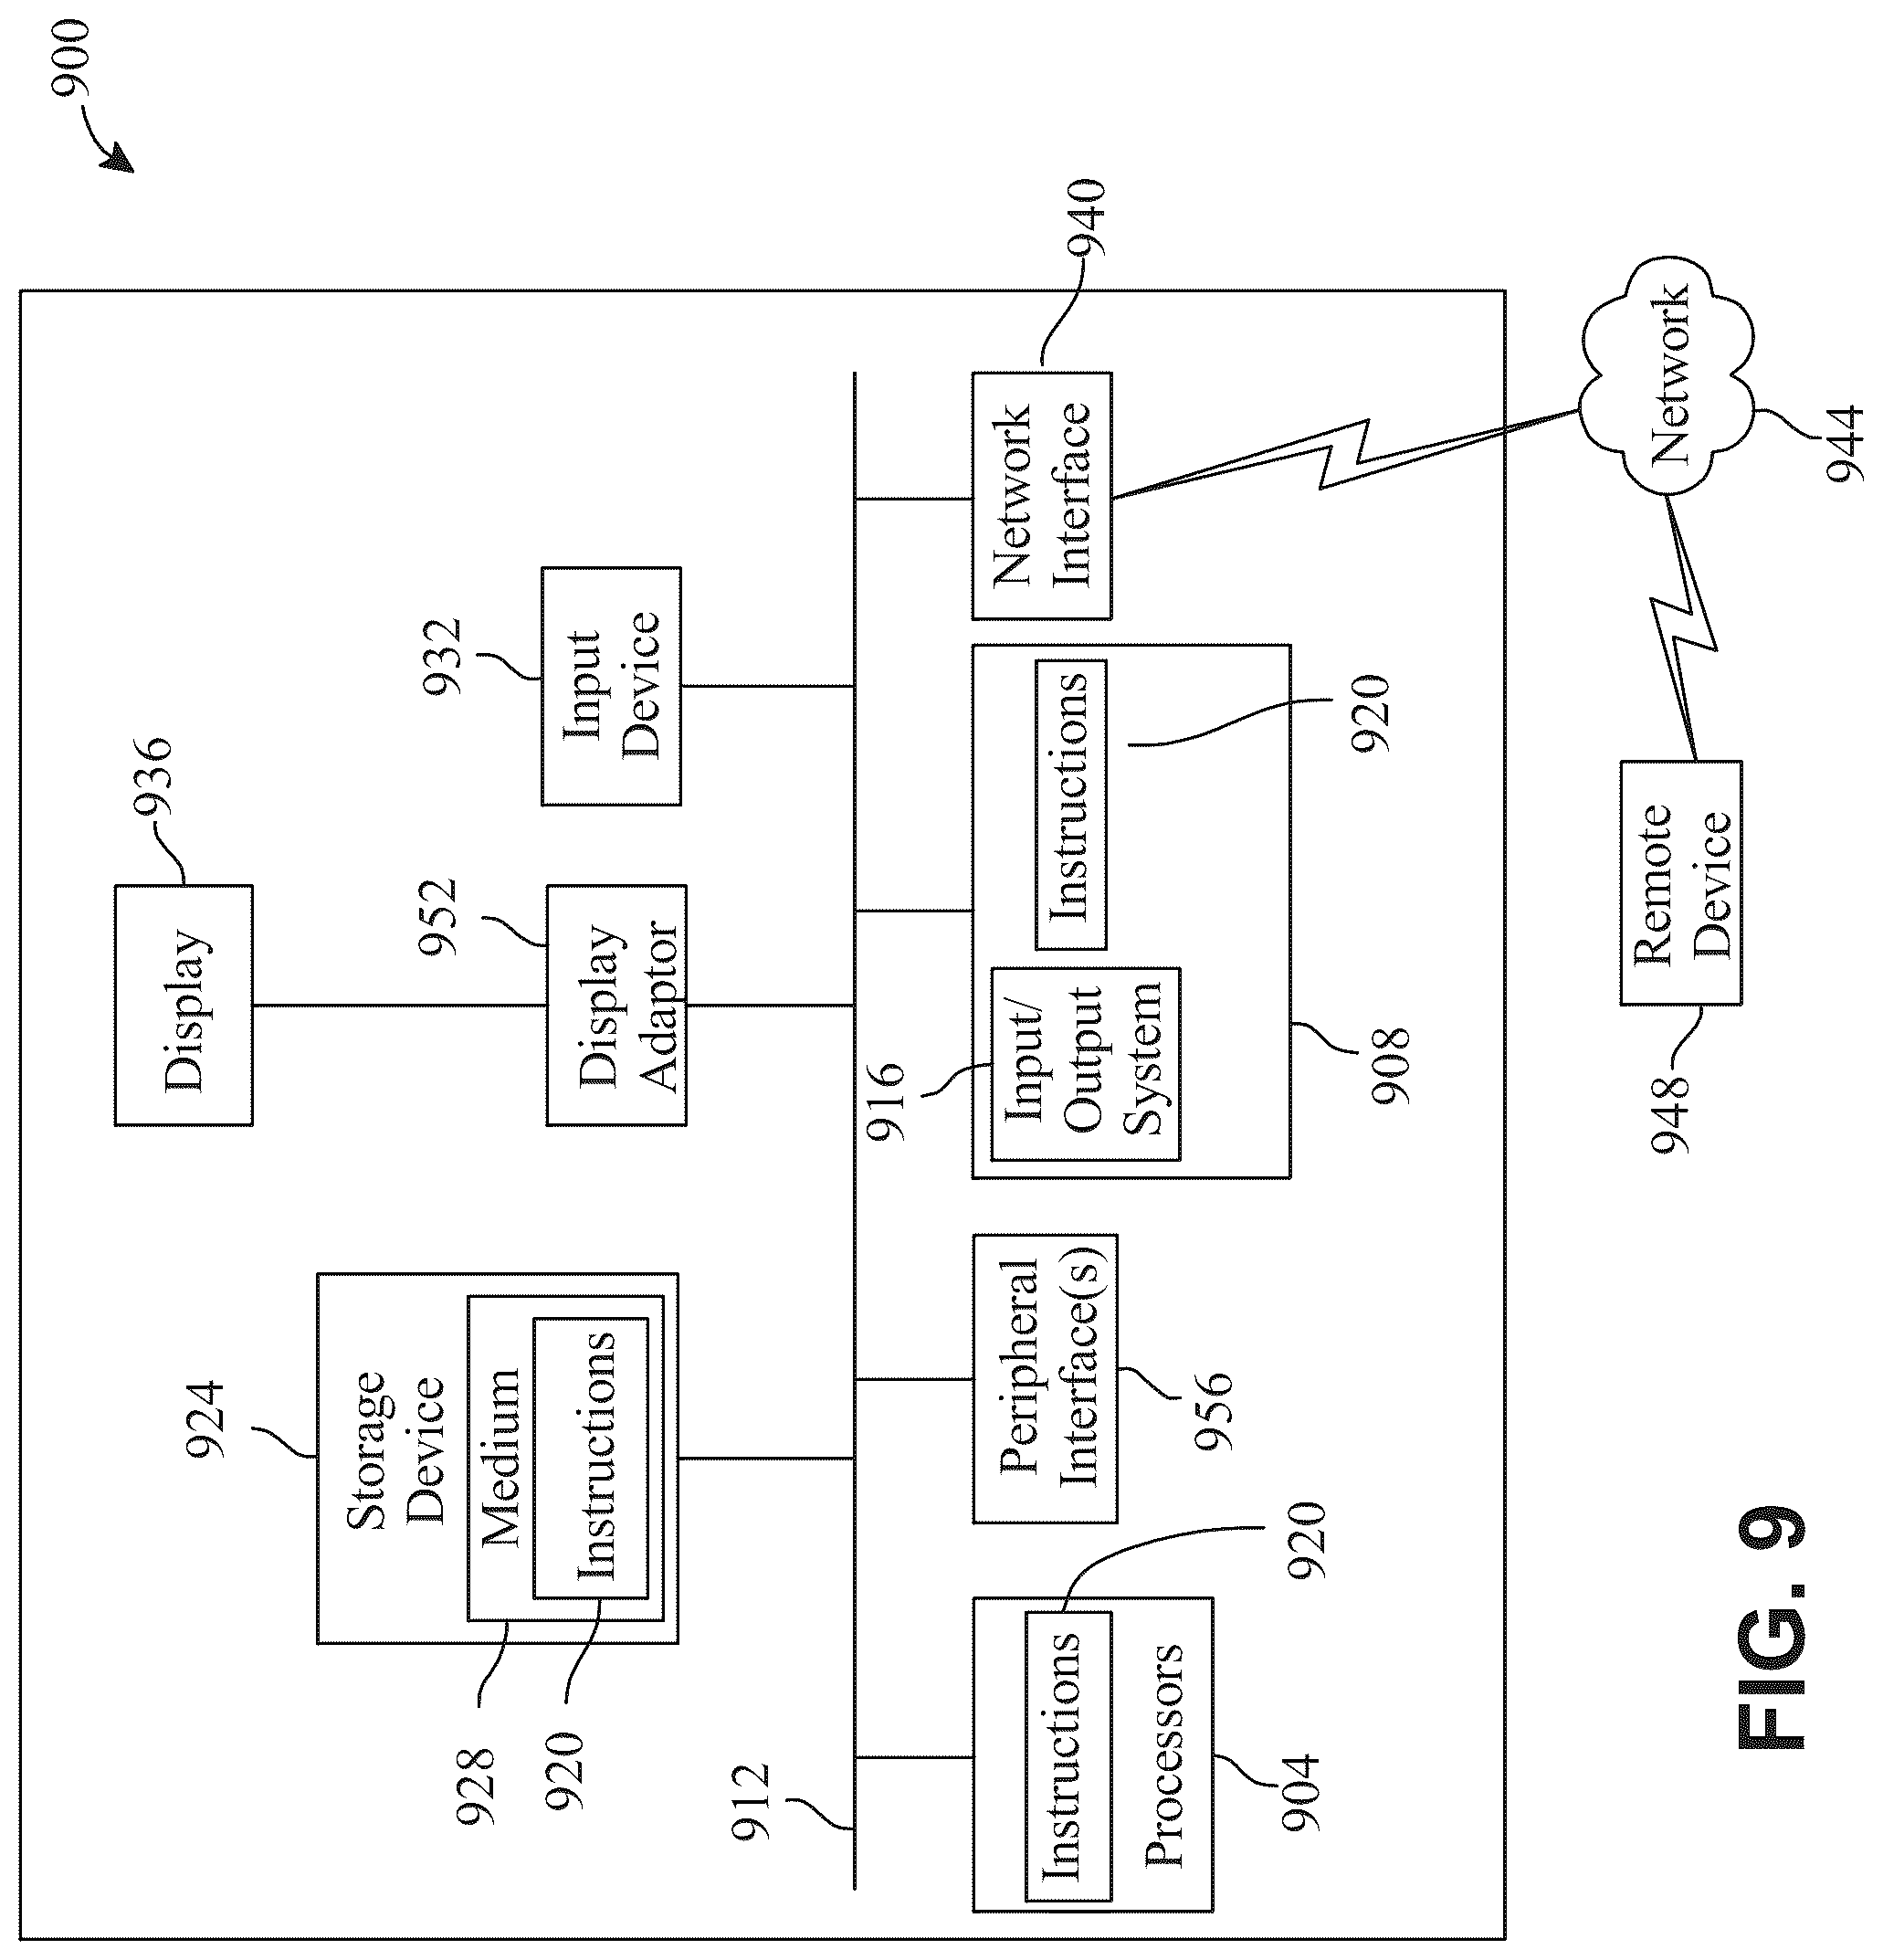 900
936
Display
952
Display
Adaptor
932
Input
Device
924
Storage
Device
Medium
Instructions
928
920
912
Instructions
Processors
904
920
Peripheral
Interface(s)
956
916
Input/
Output
System
Instructions
920
908
Network
Interface
940
Network
944
Remote
Device
948
FIG. 9